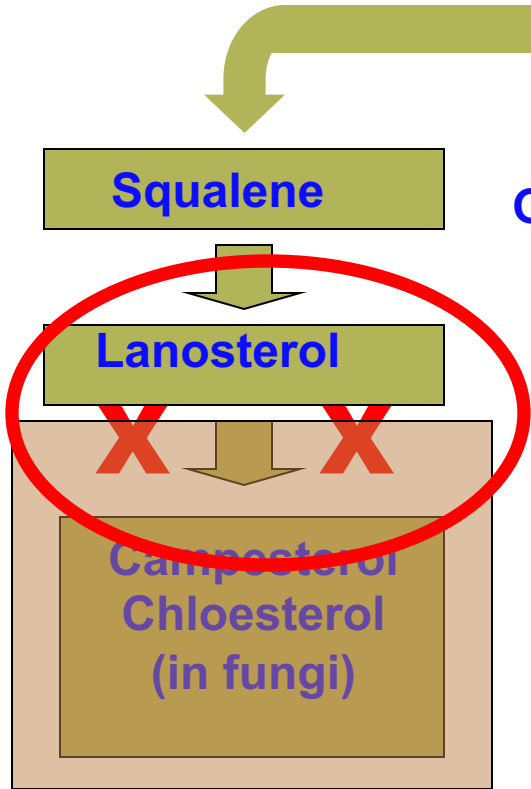 Squalene
C
Lanosterol
X X
Campesterol
Chloesterol
(in fungi)